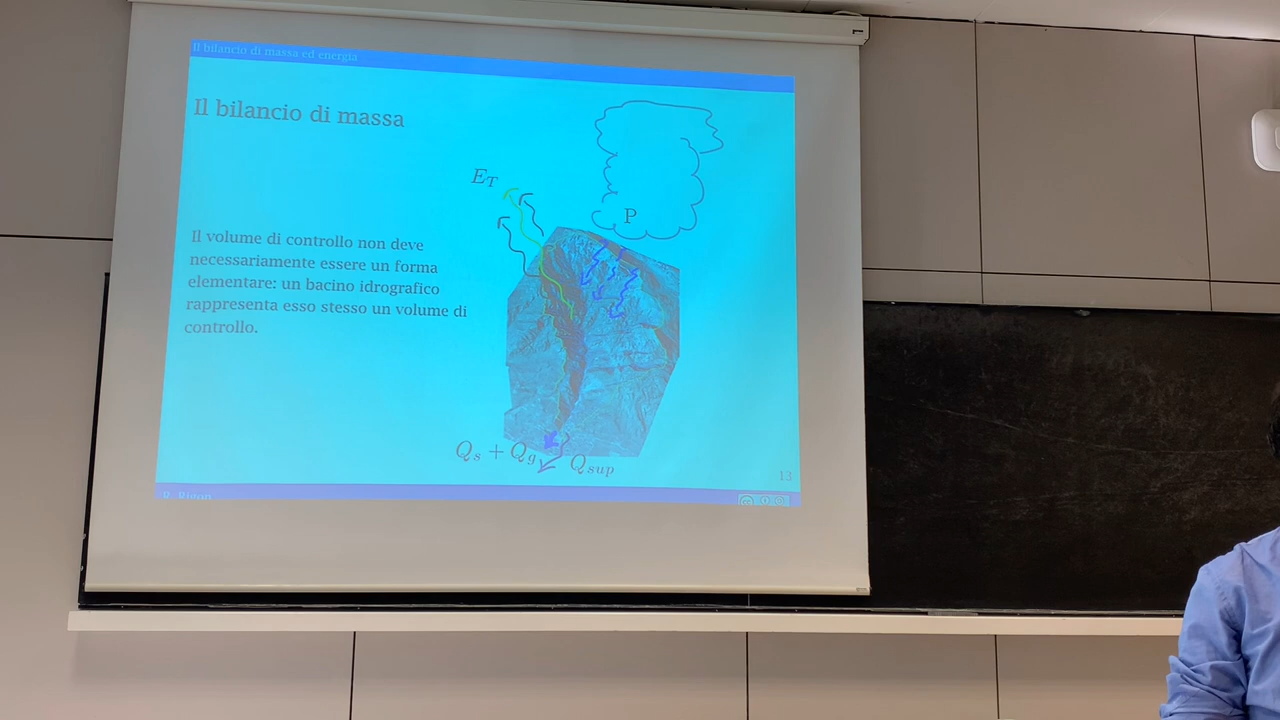 Il bilancio di massa ed energia
Il bilancio di massa
E_T
P
Il volume di controllo non deve
necessariamente essere un forma
elementare: un bacino idrografico
rappresenta esso stesso un volume di
controllo.
Q_s + Q_g
Q_sup
13